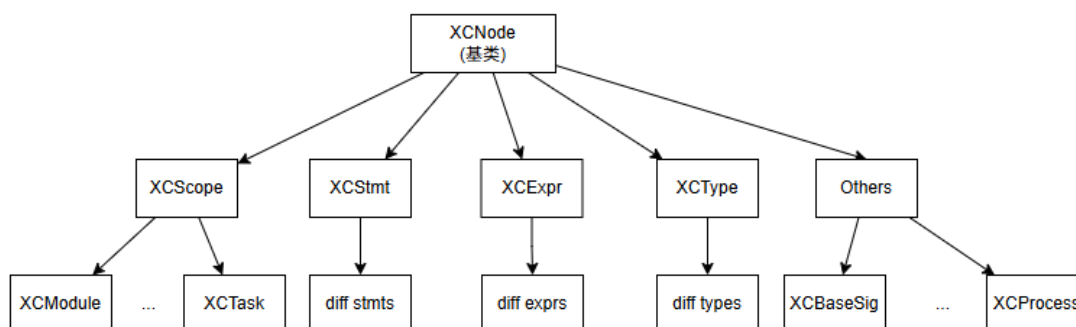 XCNode
(基类)
XCScope
XCStmt
XCExpr
XCType
Others
XCModule
...
XCTask
diff stmts
diff exprs
diff types
XCBaseSig
...
XCProcess